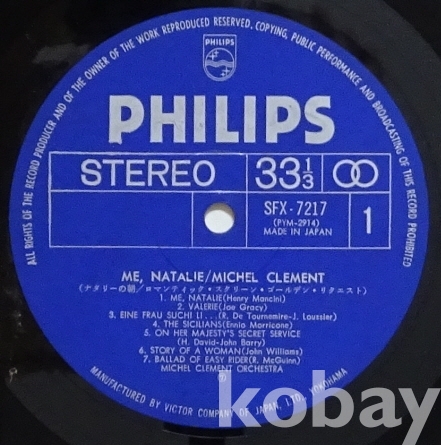 ALL RIGHTS OF THE RECORD PRODUCER AND OF THE OWNER OF THE WORK REPRODUCED RESERVED. COPYING, PUBLIC PERFORMANCE AND BROADCASTING OF THIS RECORD PROHIBITED
PHILIPS
PHILIPS
STEREO 33⅓
SFX-7217
(PYM-2914)
MADE IN JAPAN
1
ME, NATALIE/MICHEL CLEMENT
(ナタリーの朝/ロマンティック・スクリーン・ゴールデン・リクエスト)
1. ME, NATALIE(Henry Mancini)
2. VALERIE(Joe Gracy)
3. EINE FRAU SUCHT LI...(R. De Tournemire-J. Loussier)
4. THE SICILIANS(Ennio Morricone)
5. ON HER MAJESTY'S SECRET SERVICE
(H. David-John Barry)
6. STORY OF A WOMAN(John Williams)
7. BALLAD OF EASY RIDER(R. McGuinn)
MICHEL CLEMENT ORCHESTRA
MANUFACTURED BY VICTOR COMPANY OF JAPAN, LTD., YOKOHAMA
kobay